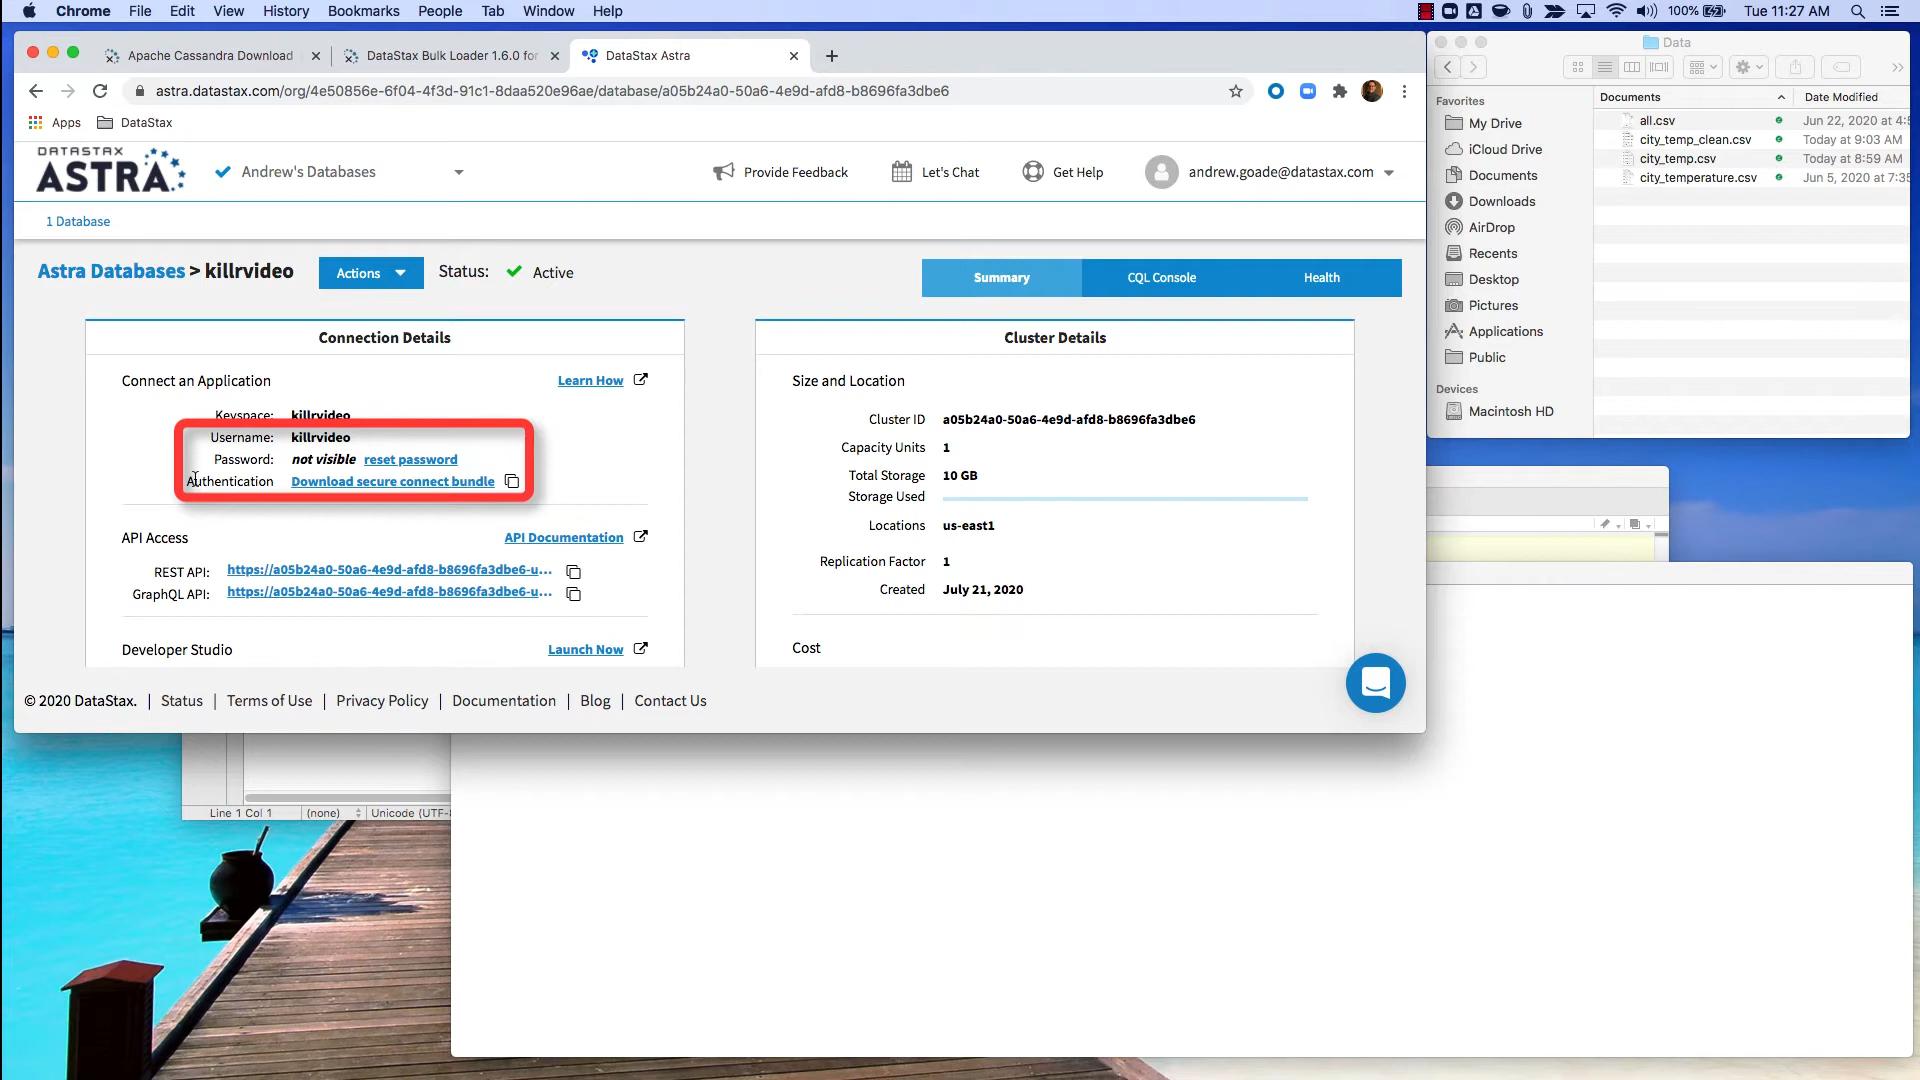 Chrome File Edit View History Bookmarks People Tab Window Help
100% Tue 11:27 AM
Apache Cassandra Download
DataStax Bulk Loader 1.6.0 for
DataStax Astra
astra.datastax.com/org/4e50856e-6f04-4f3d-91c1-8daa520e96ae/database/a05b24a0-50a6-4e9d-afd8-b8696fa3dbe6
Apps DataStax
DATASTAX
ASTRA
Andrew's Databases
Provide Feedback
Let's Chat
Get Help
andrew.goade@datastax.com
1 Database
Astra Databases > killrvideo
Actions
Status: Active
Summary
CQL Console
Health
Connection Details
Connect an Application
Learn How
Keyspace: killrvideo
Username: killrvideo
Password: not visible reset password
Authentication Download secure connect bundle
API Access
API Documentation
REST API: https://a05b24a0-50a6-4e9d-afd8-b8696fa3dbe6-u...
GraphQL API: https://a05b24a0-50a6-4e9d-afd8-b8696fa3dbe6-u...
Developer Studio
Launch Now
Cluster Details
Size and Location
Cluster ID a05b24a0-50a6-4e9d-afd8-b8696fa3dbe6
Capacity Units 1
Total Storage 10 GB
Storage Used
Locations us-east1
Replication Factor 1
Created July 21, 2020
Cost
© 2020 DataStax. | Status | Terms of Use | Privacy Policy | Documentation | Blog | Contact Us
Line 1 Col 1 (none) Unicode (UTF-
Data
Favorites
My Drive
iCloud Drive
Documents
Downloads
AirDrop
Recents
Desktop
Pictures
Applications
Public
Devices
Macintosh HD
Documents Date Modified
all.csv Jun 22, 2020 at 4:5
city_temp_clean.csv Today at 9:03 AM
city_temp.csv Today at 8:59 AM
city_temperature.csv Jun 5, 2020 at 7:35